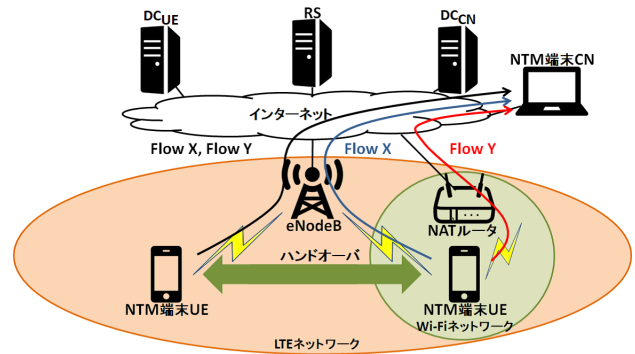 DCUE
RS
DCCN
NTM端末CN
インターネット
Flow X, Flow Y
Flow X
Flow Y
eNodeB
NATルータ
ハンドオーバ
NTM端末UE
NTM端末UE
Wi-Fiネットワーク
LTEネットワーク